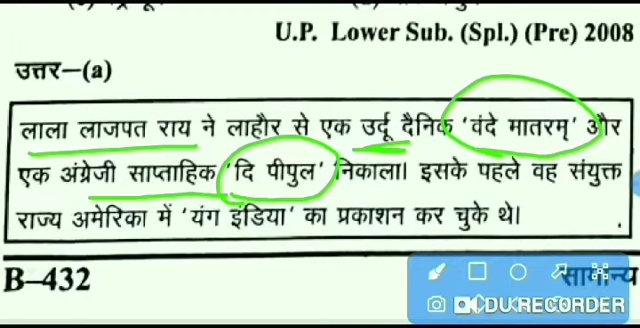 U.P. Lower Sub. (Spl.) (Pre) 2008
उत्तर–(a)
लाला लाजपत राय ने लाहौर से एक उर्दू दैनिक 'वंदे मातरम्' और
एक अंग्रेजी साप्ताहिक 'दि पीपुल' निकाला। इसके पहले वह संयुक्त
राज्य अमेरिका में 'यंग इंडिया' का प्रकाशन कर चुके थे।
B–432
सामान्य
DU RECORDER